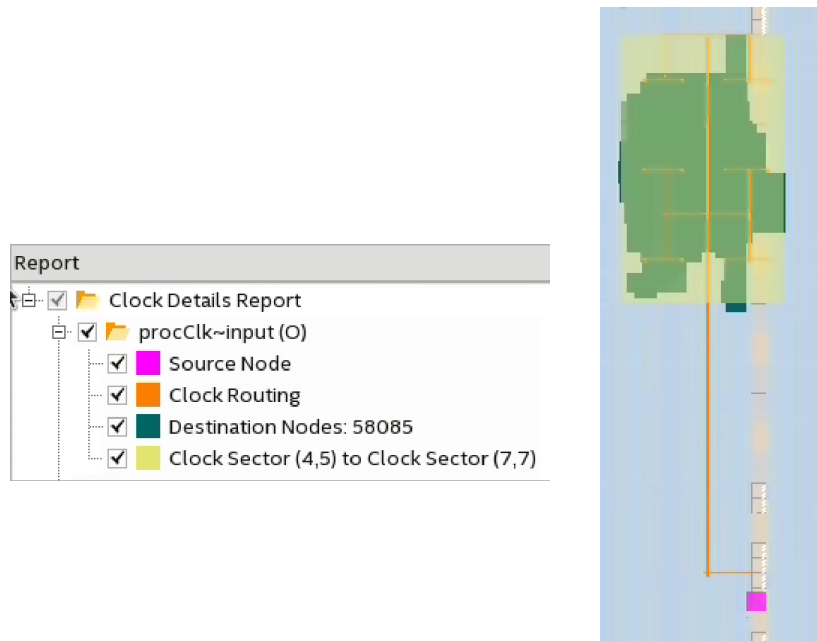 Report
Clock Details Report
procClk~input (O)
Source Node
Clock Routing
Destination Nodes: 58085
Clock Sector (4,5) to Clock Sector (7,7)